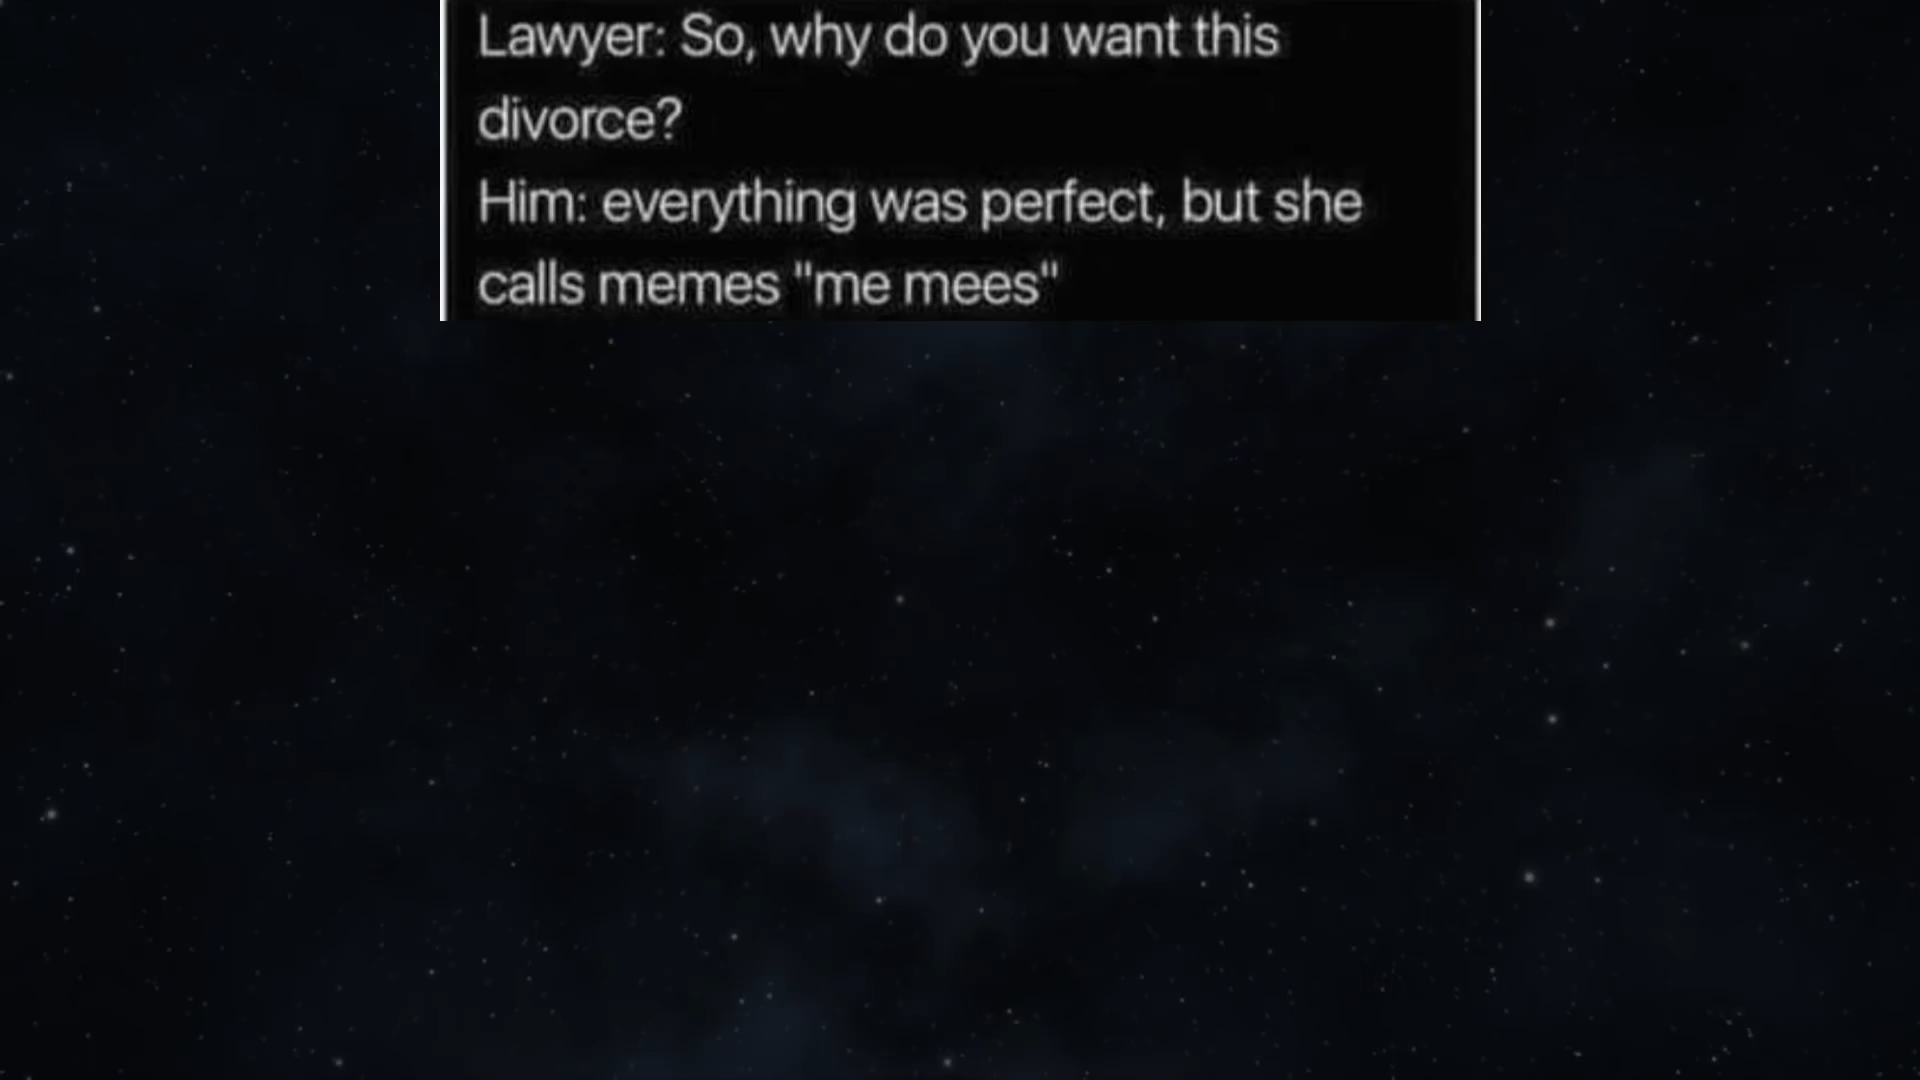 Lawyer: So, why do you want this
divorce?
Him: everything was perfect, but she
calls memes "me mees"